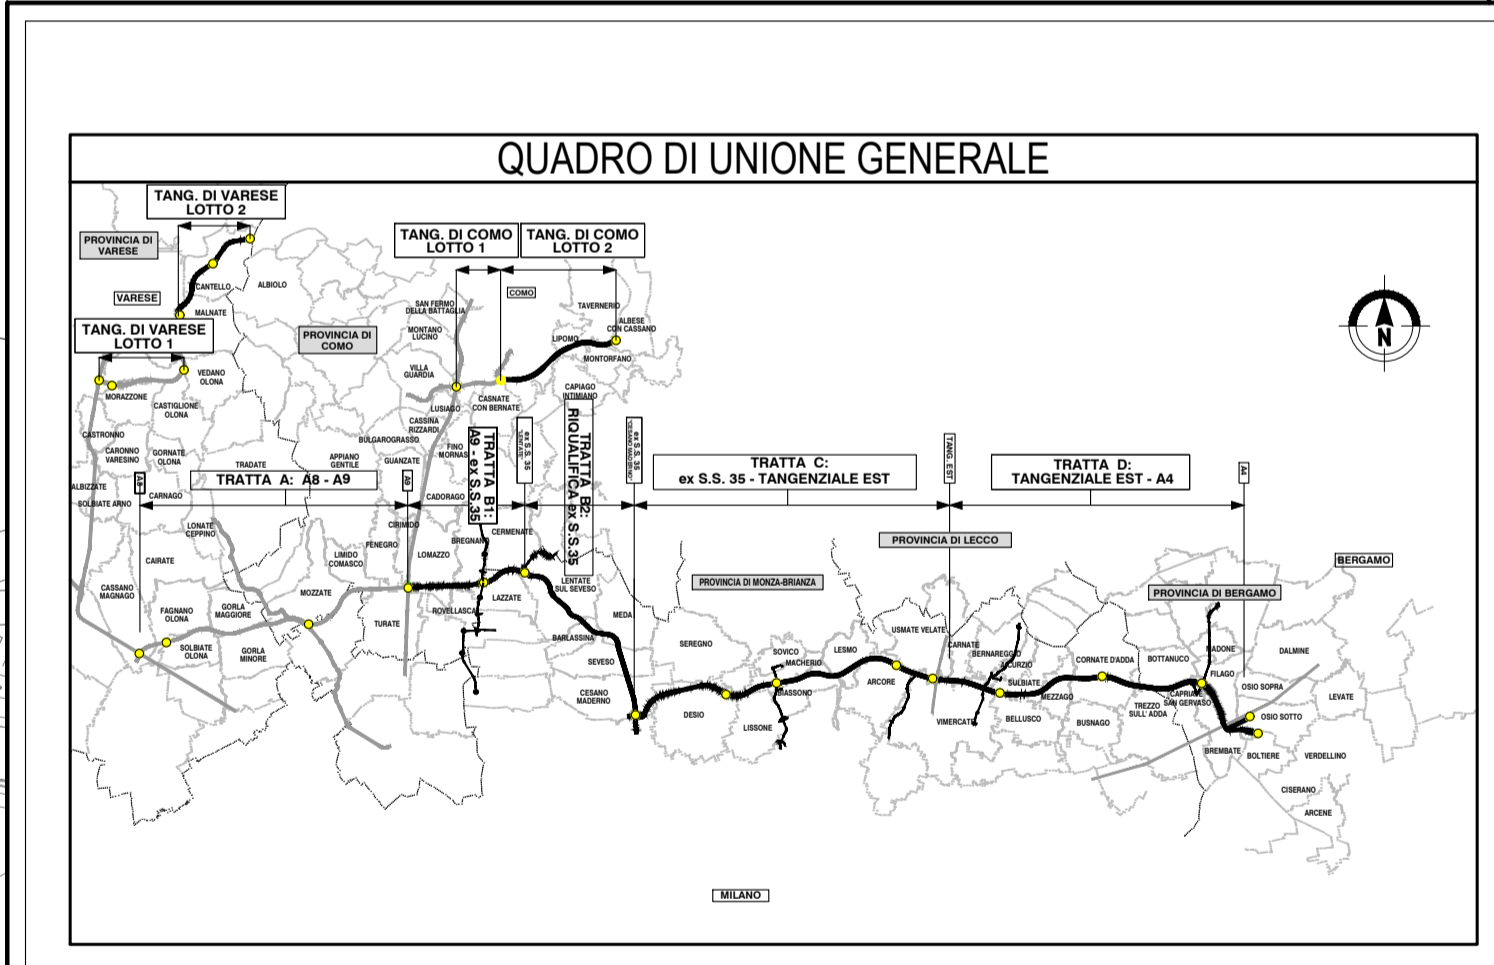 QUADRO DI UNIONE GENERALE
TANG. DI VARESE
LOTTO 2
PROVINCIA DI
VARESE
TANG. DI COMO
LOTTO 1
TANG. DI COMO
LOTTO 2
CANTELLO
ALBIOLO
VARESE
MALNATE
COMO
SAN FERMO
DELLA BATTAGLIA
TAVERNERIO
TANG. DI VARESE
LOTTO 1
PROVINCIA DI
COMO
MONTANO
LUCINO
ALBESE
CON CASSANO
LIPOMO
MONTORFANO
N
VEDANO
OLONA
VILLA
GUARDIA
MORAZZONE
CASTIGLIONE
OLONA
LUSIAGO
CASNATE
CON BERNATE
CAPIAGO
INTIMIANO
CASSINA
RIZZARDI
CASTRONNO
CARONNO
VARESINO
GORNATE
OLONA
BULGAROGRASSO
FINO
MORNAS
TRADATE
APPIANO
GENTILE
GUANZATE
TRATTA A: A8 - A9
A8
A9
TRATTA B1:
A9 - ex S.S.35
ex S.S. 35
TRATTA B2:
RIQUALIFICA ex S.S.35
ex S.S. 35
TRATTA C:
ex S.S. 35 - TANGENZIALE EST
TANG. EST
TRATTA D:
TANGENZIALE EST - A4
A4
ALBIZZATE
SOLBIATE ARNO
CARNAGO
CADORAGO
LONATE
CEPPINO
CIRIMIDO
FENEGRO
BREGNANO
CERMENATE
CAIRATE
LIMIDO
COMASCO
LOMAZZO
PROVINCIA DI LECCO
BERGAMO
CASSANO
MAGNAGO
MOZZATE
LAZZATE
LENTATE
SUL SEVESO
PROVINCIA DI MONZA-BRIANZA
PROVINCIA DI BERGAMO
FAGNANO
OLONA
GORLA
MAGGIORE
ROVELLASCA
TURATE
MEDA
SOLBIATE
OLONA
GORLA
MINORE
BARLASSINA
SEVESO
SEREGNO
SOVICO
MACHERIO
LESMO
USMATE VELATE
CARNATE
BERNAREGGIO
AICURZIO
SULBIATE
CORNATE D'ADDA
BOTTANUCO
MADONE
FILAGO
DALMINE
CESANO
MADERNO
DESIO
LISSONE
ARCORE
VIMERCATE
BELLUSCO
MEZZAGO
BUSNAGO
TREZZO
SULL' ADDA
CAPRIATE
SAN GERVASO
OSIO SOPRA
LEVATE
OSIO SOTTO
BREMBATE
BOLTIERE
VERDELLINO
CISERANO
ARCENE
MILANO